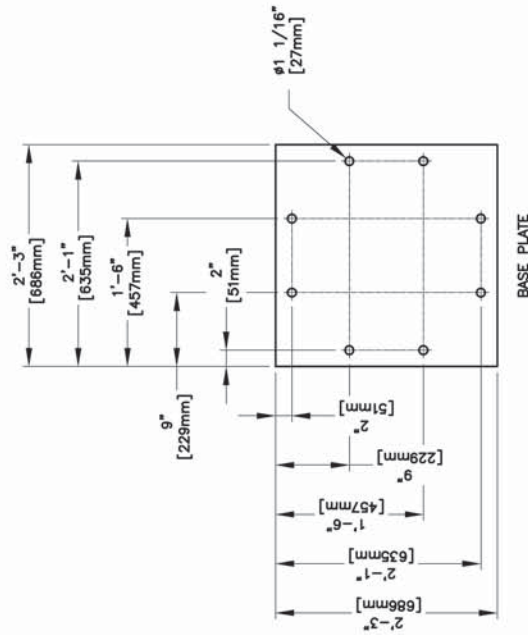 2'-3"
[686mm]
2'-1"
[635mm]
1'-6"
[457mm]
9"
[229mm]
2"
[51mm]
ø1 1/16"
[27mm]
2"
[51mm]
9"
[229mm]
1'-6"
[457mm]
2'-1"
[635mm]
2'-3"
[686mm]
BASE PLATE